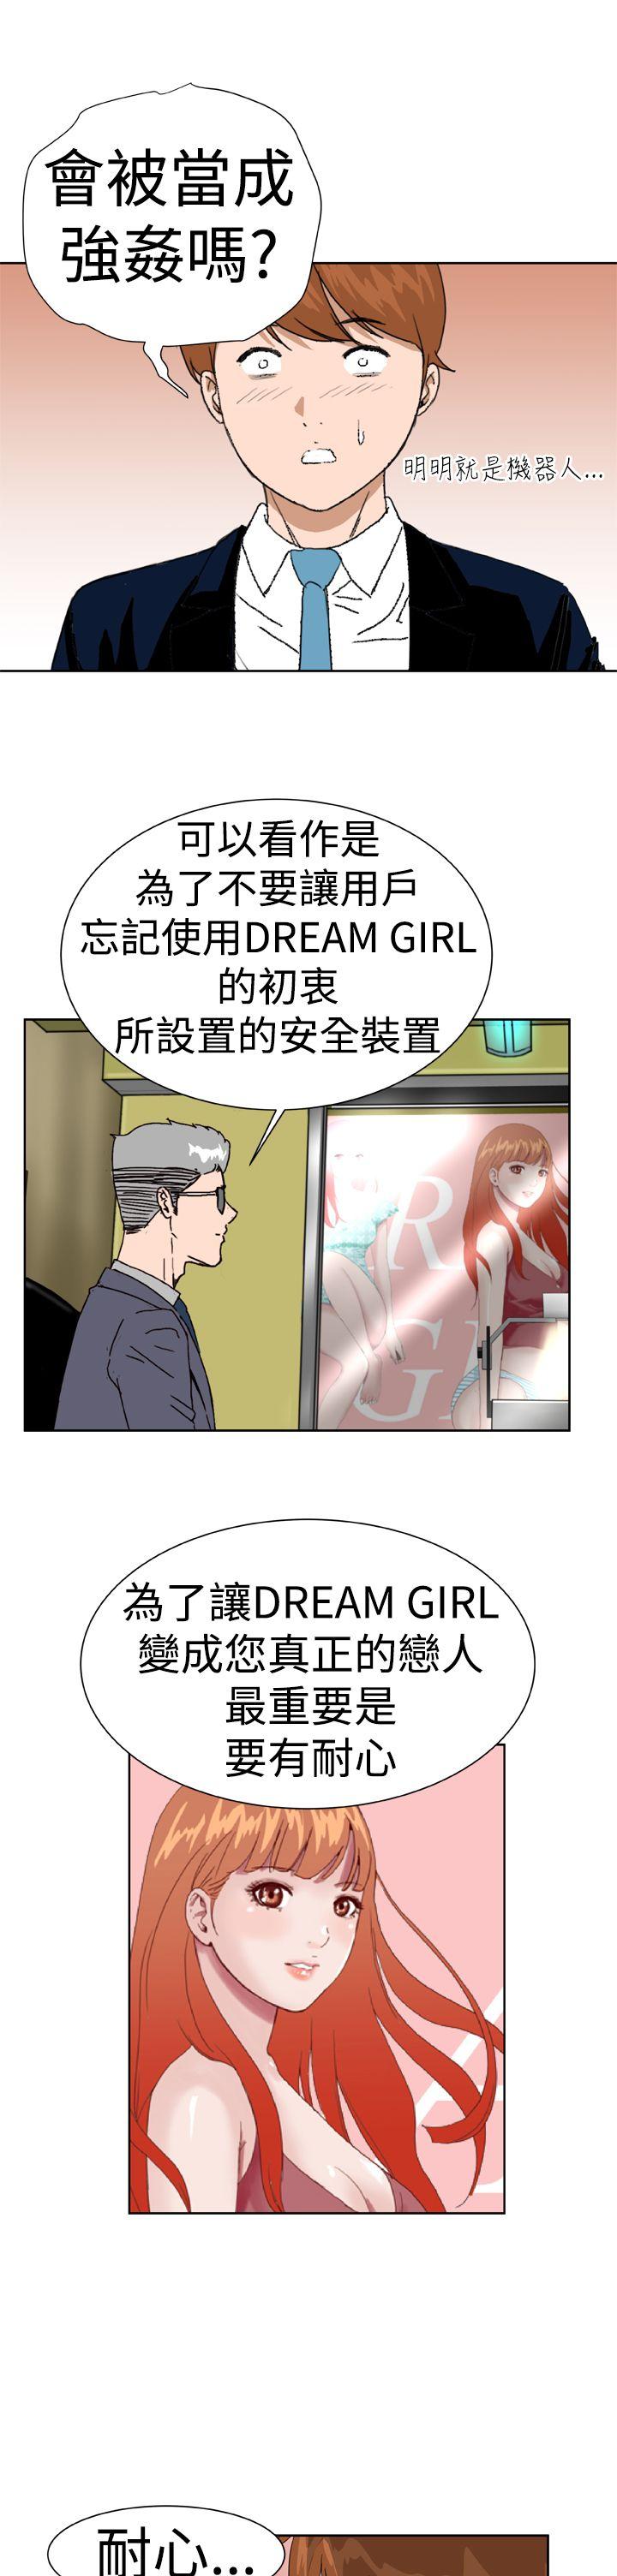 會被當成
強姦嗎?
明明就是機器人...
可以看作是
為了不要讓用戶
忘記使用DREAM GIRL
的初衷
所設置的安全裝置
R
G
為了讓DREAM GIRL
變成您真正的戀人
最重要是
要有耐心
耐心...